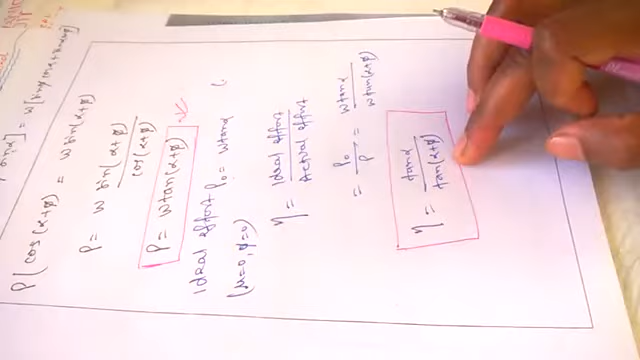 P[cos(α+φ)] = W sin(α+φ)
P = W sin(α+φ) / cos(α+φ)
P = W tan(α+φ)
Ideal effort P₀ = W tanα
(μ=0, φ=0)
η = Ideal effort / Actual effort
= P₀ / P = W tanα / W tan(α+φ)
η = tanα / tan(α+φ)